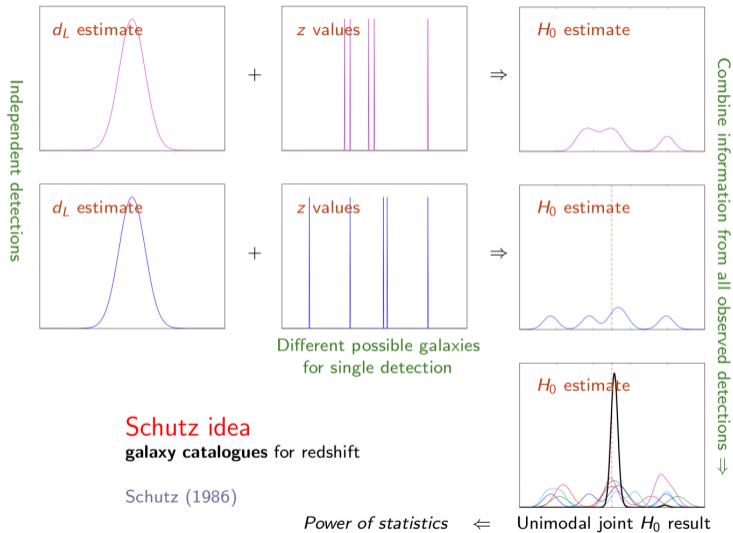 d_L estimate
+
z values
⇒
H_0 estimate
Independent detections
d_L estimate
+
z values
⇒
H_0 estimate
Different possible galaxies
for single detection
Combine information from all observed detections ⇒
H_0 estimate
Schutz idea
galaxy catalogues for redshift
Schutz (1986)
Power of statistics ⇐ Unimodal joint H_0 result